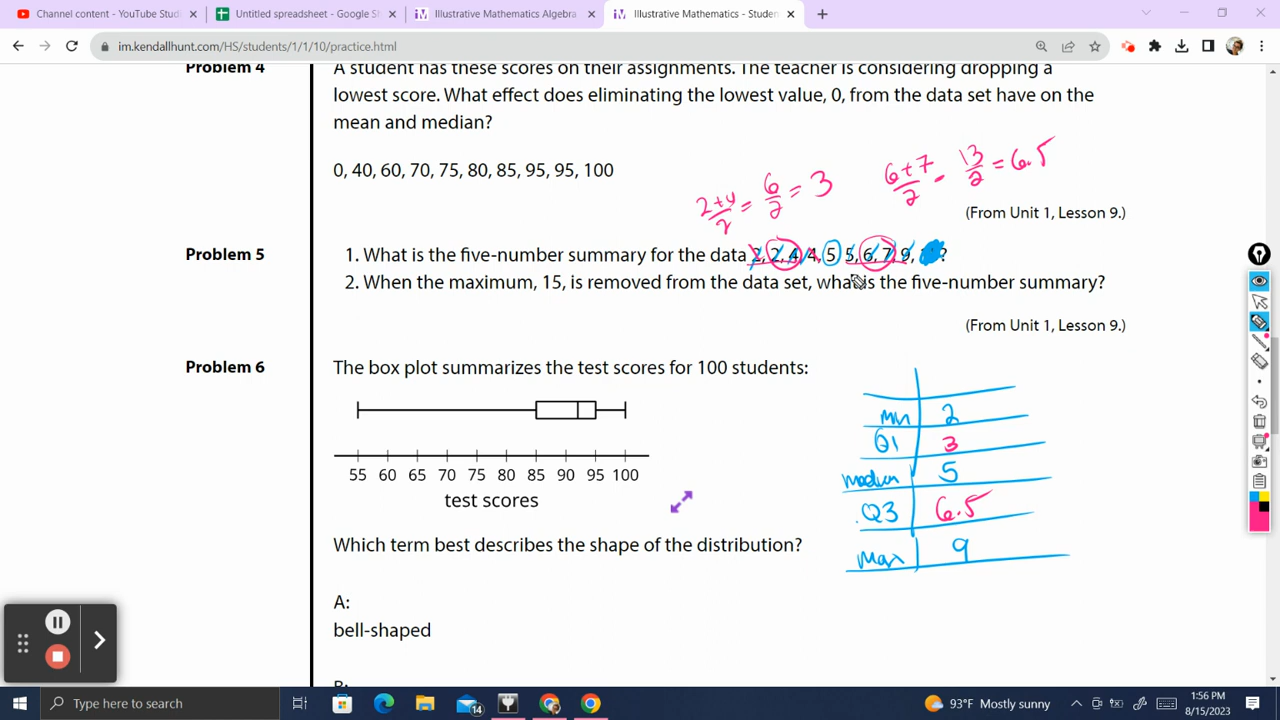 Channel content - YouTube Stud
Untitled spreadsheet - Google Sh
Illustrative Mathematics Algebra
Illustrative Mathematics - Studen
im.kendallhunt.com/HS/students/1/1/10/practice.html
Problem 4
A student has these scores on their assignments. The teacher is considering dropping a
lowest score. What effect does eliminating the lowest value, 0, from the data set have on the
mean and median?
0, 40, 60, 70, 75, 80, 85, 95, 95, 100
2+4/2 = 6/2 = 3
6+7/2 - 13/2 = 6.5
(From Unit 1, Lesson 9.)
Problem 5
1. What is the five-number summary for the data 2, 2, 4, 4, 5, 5, 6, 7, 9, ?
2. When the maximum, 15, is removed from the data set, what is the five-number summary?
(From Unit 1, Lesson 9.)
Problem 6
The box plot summarizes the test scores for 100 students:
55 60 65 70 75 80 85 90 95 100
test scores
Min 2
Q1 3
median 5
Q3 6.5
Max 9
Which term best describes the shape of the distribution?
A:
bell-shaped
Type here to search
14
93°F Mostly sunny
1:56 PM
8/15/2023